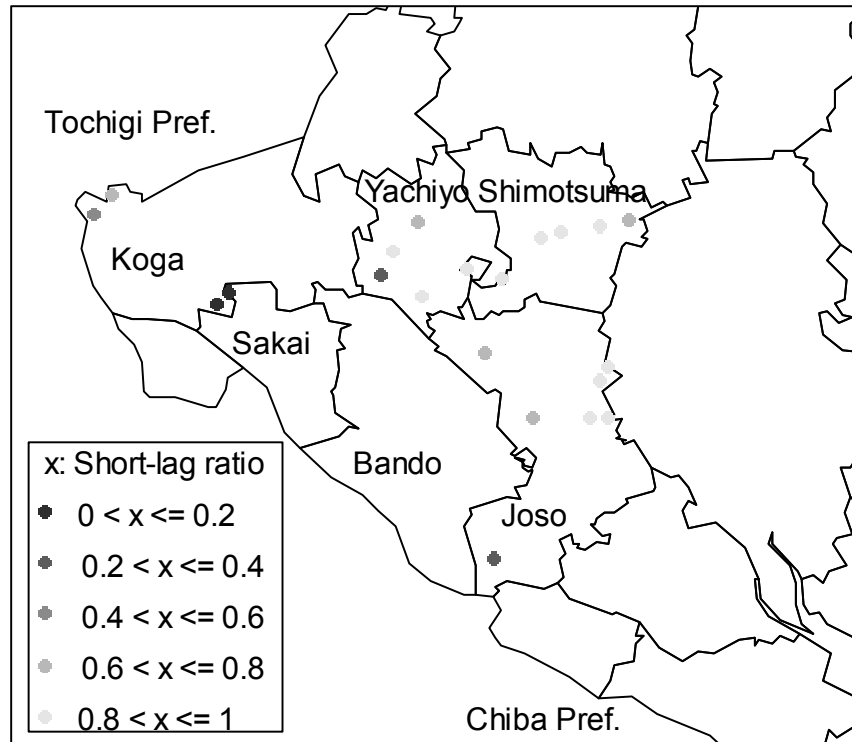 Tochigi Pref.
Yachiyo Shimotsuma
Koga
Sakai
Bando
Joso
Chiba Pref.
x: Short-lag ratio
0 < x <= 0.2
0.2 < x <= 0.4
0.4 < x <= 0.6
0.6 < x <= 0.8
0.8 < x <= 1